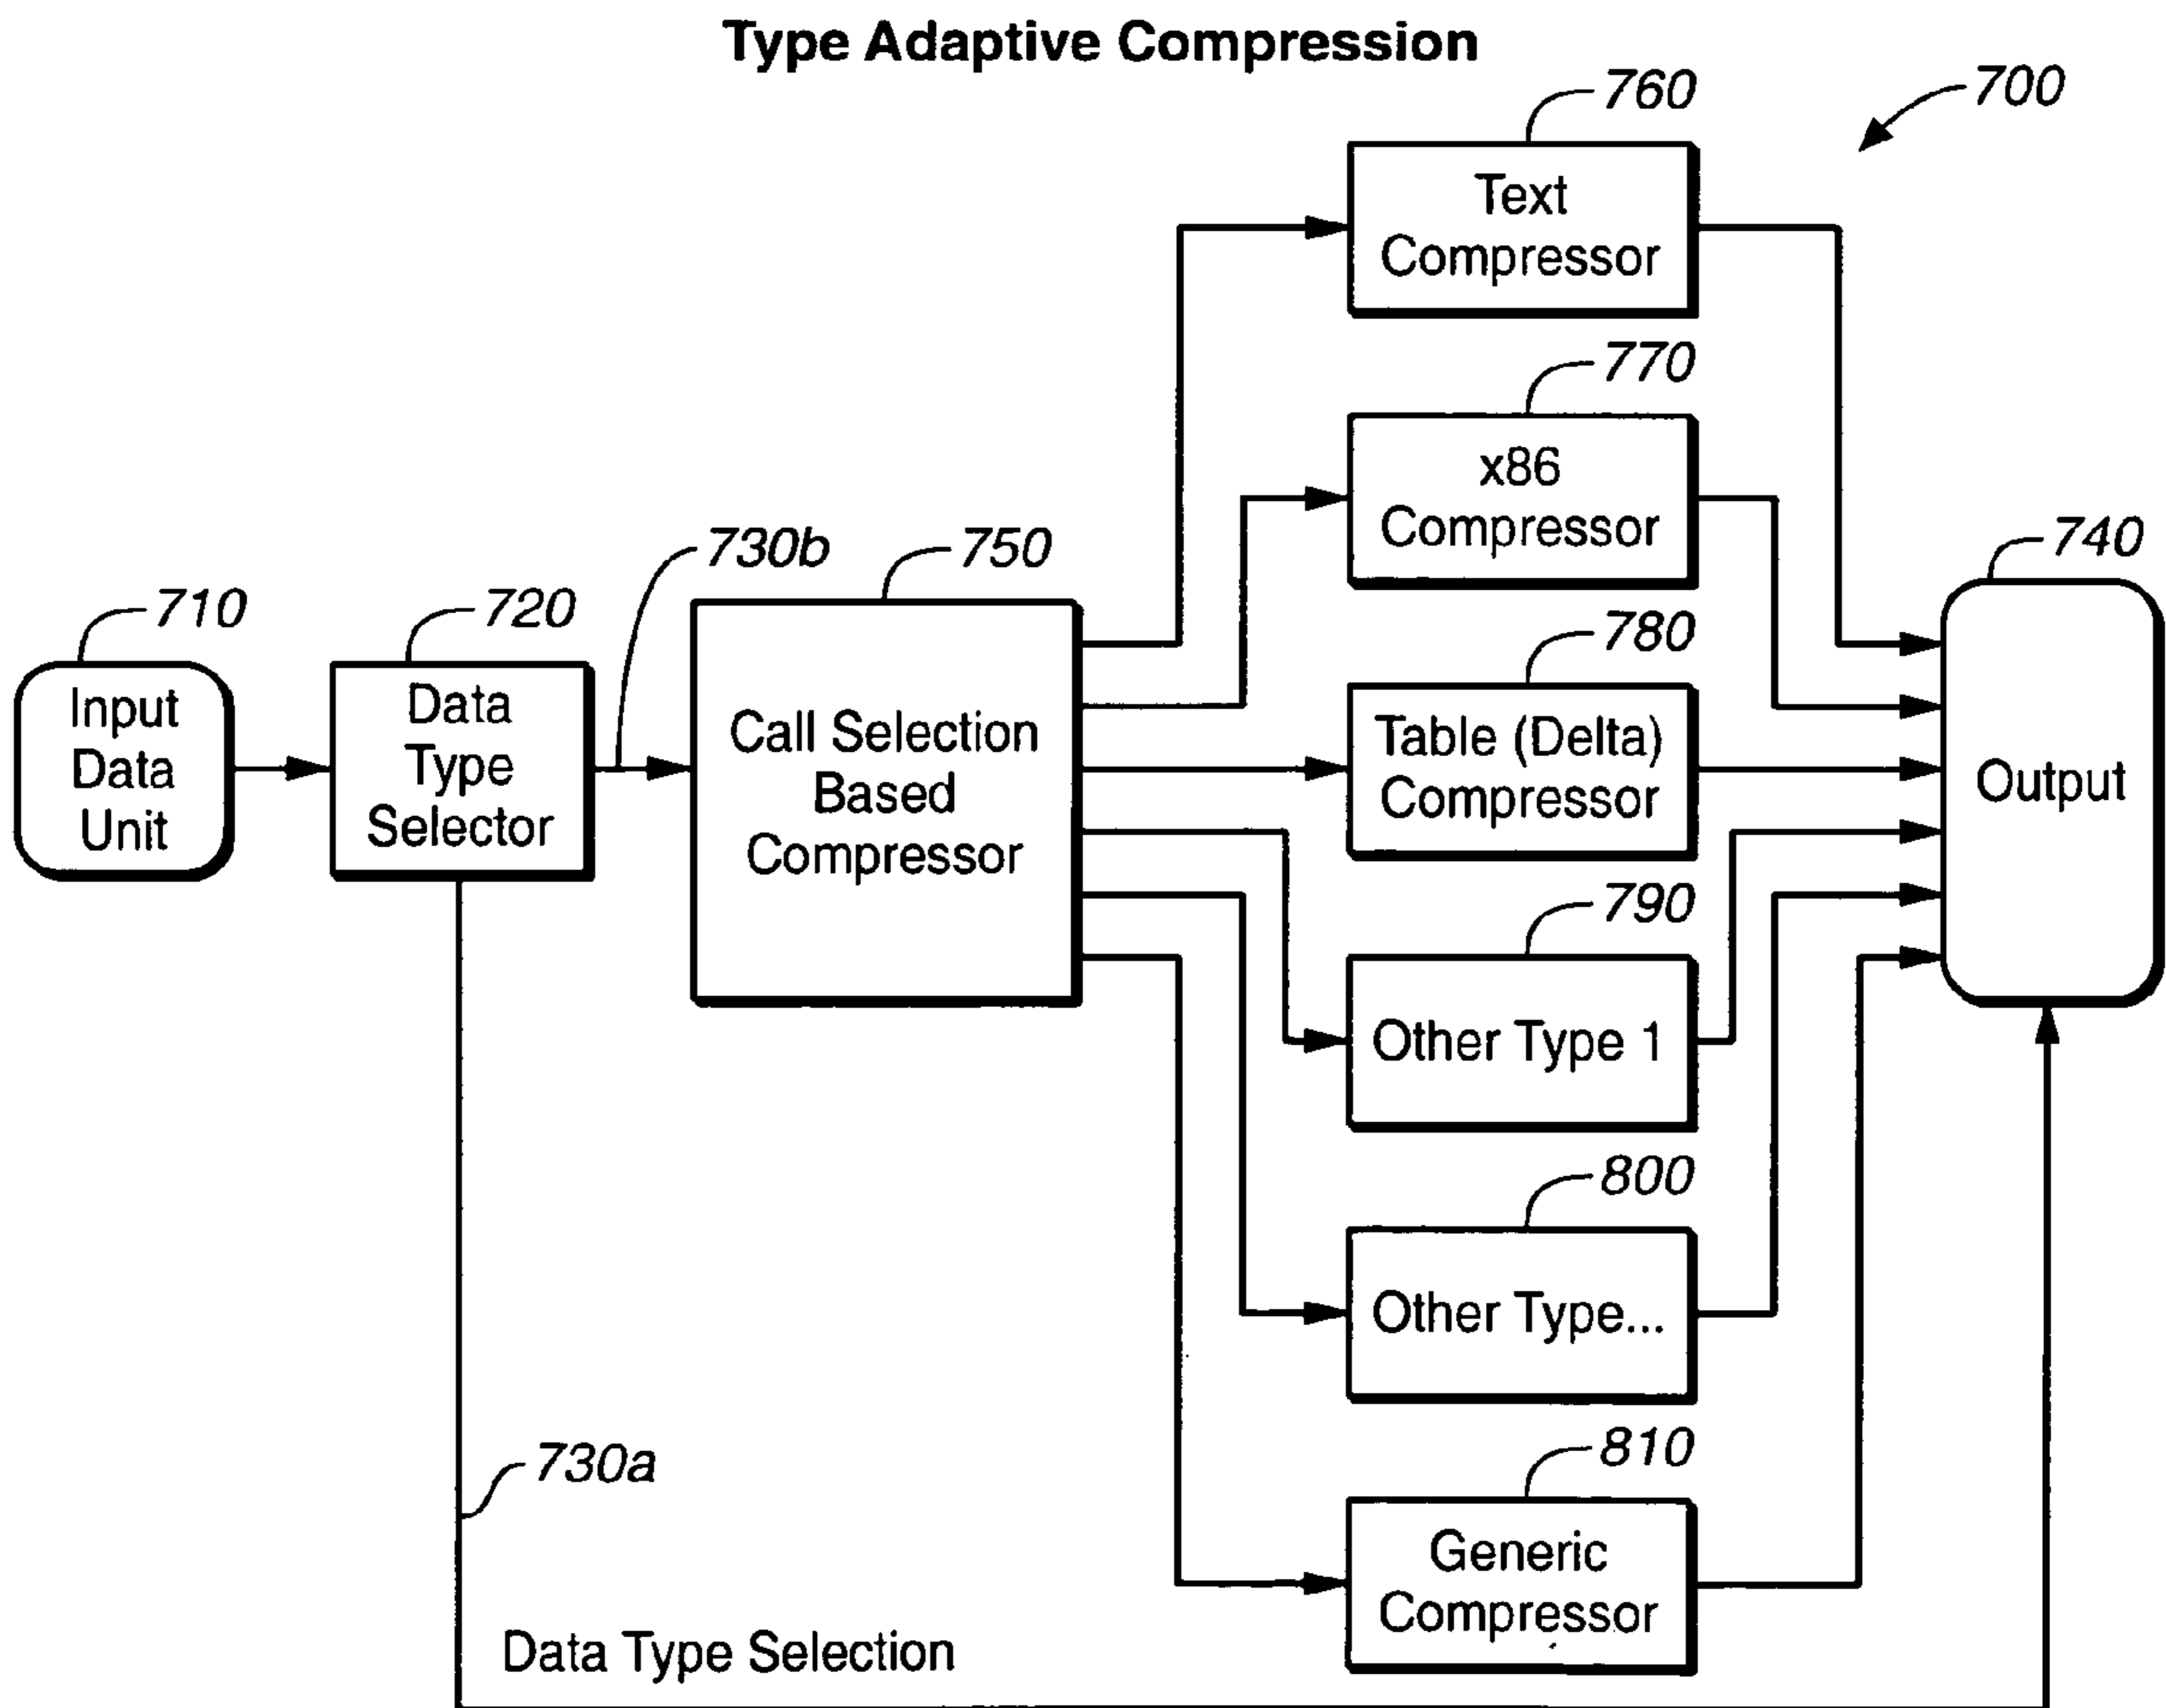 Type Adaptive Compression
760
700
Text
Compressor
770
x86
Compressor
730b
750
740
710
720
780
Input
Data
Unit
Data
Type
Selector
Call Selection
Based
Compressor
Table (Delta)
Compressor
Output
790
Other Type 1
800
Other Type...
730a
810
Generic
Compressor
Data Type Selection